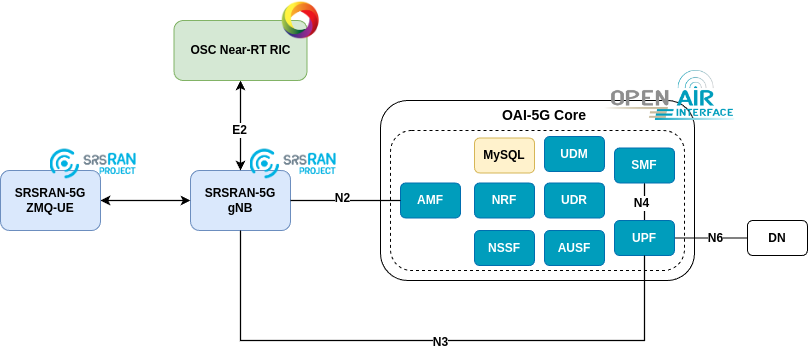 OSC Near-RT RIC
E2
OPEN AIR
INTERFACE
OAI-5G Core
srsRAN
PROJECT
srsRAN
PROJECT
SRSRAN-5G
ZMQ-UE
SRSRAN-5G
gNB
N2
MySQL
UDM
SMF
AMF
NRF
UDR
N4
NSSF
AUSF
UPF
N6
DN
N3